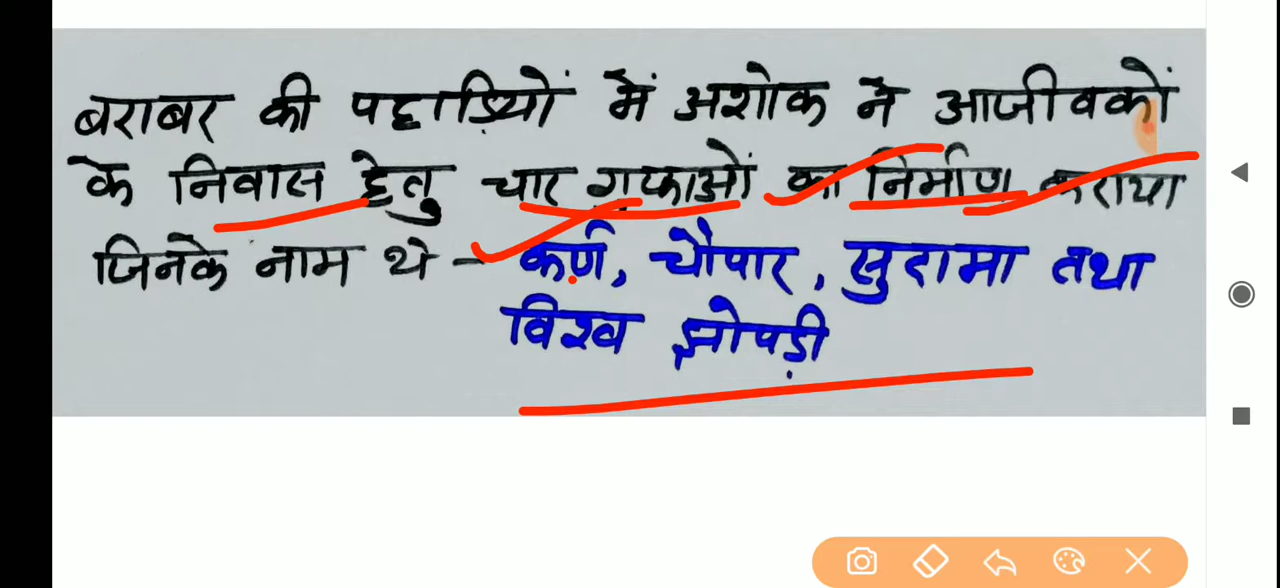 बराबर की पहाड़ियों में अशोक ने आजीवकों
के निवास हेतु चार गुफाओं का निर्माण कराया
जिनके नाम थे - कर्ण, चौपार, सुदामा तथा
विश्व झोपड़ी